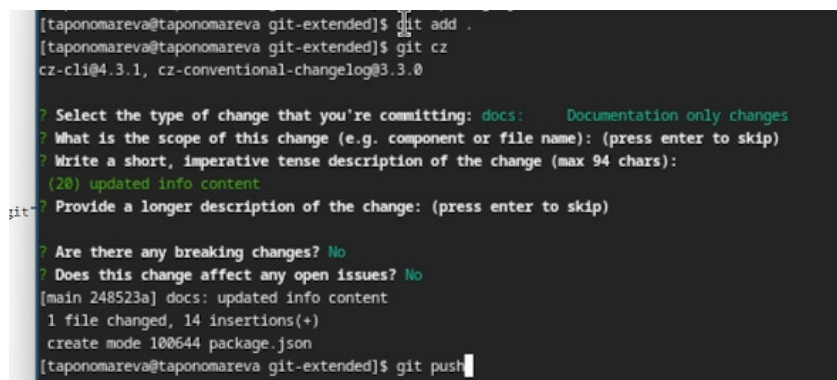 [taponomareva@taponomareva git-extended]$ git add .
[taponomareva@taponomareva git-extended]$ git cz
cz-cli@4.3.1, cz-conventional-changelog@3.3.0
? Select the type of change that you're committing: docs: Documentation only changes
? What is the scope of this change (e.g. component or file name): (press enter to skip)
? Write a short, imperative tense description of the change (max 94 chars):
(20) updated info content
git"
? Provide a longer description of the change: (press enter to skip)
? Are there any breaking changes? No
? Does this change affect any open issues? No
[main 248523a] docs: updated info content
1 file changed, 14 insertions(+)
create mode 100644 package.json
[taponomareva@taponomareva git-extended]$ git push